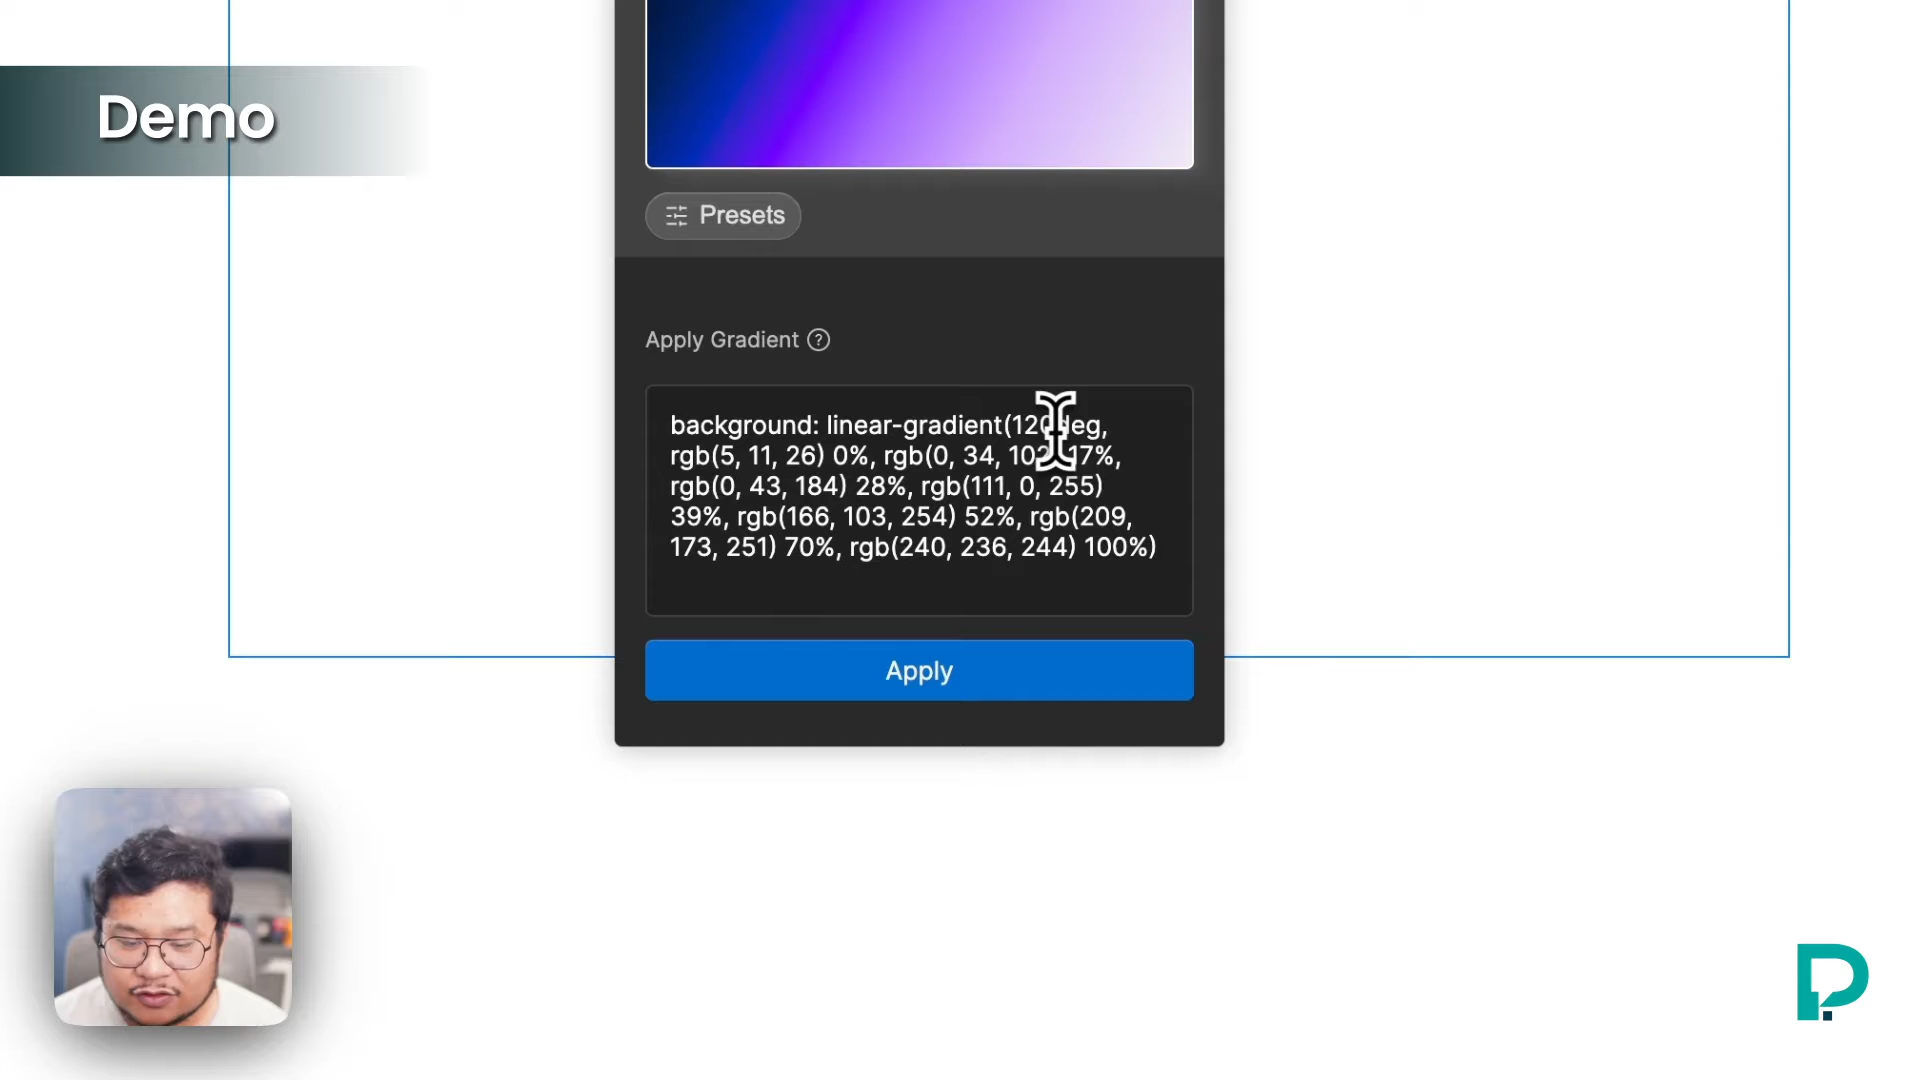 Demo
Presets
Apply Gradient ?
background: linear-gradient(120deg,
rgb(5, 11, 26) 0%, rgb(0, 34, 102) 17%,
rgb(0, 43, 184) 28%, rgb(111, 0, 255)
39%, rgb(166, 103, 254) 52%, rgb(209,
173, 251) 70%, rgb(240, 236, 244) 100%)
Apply